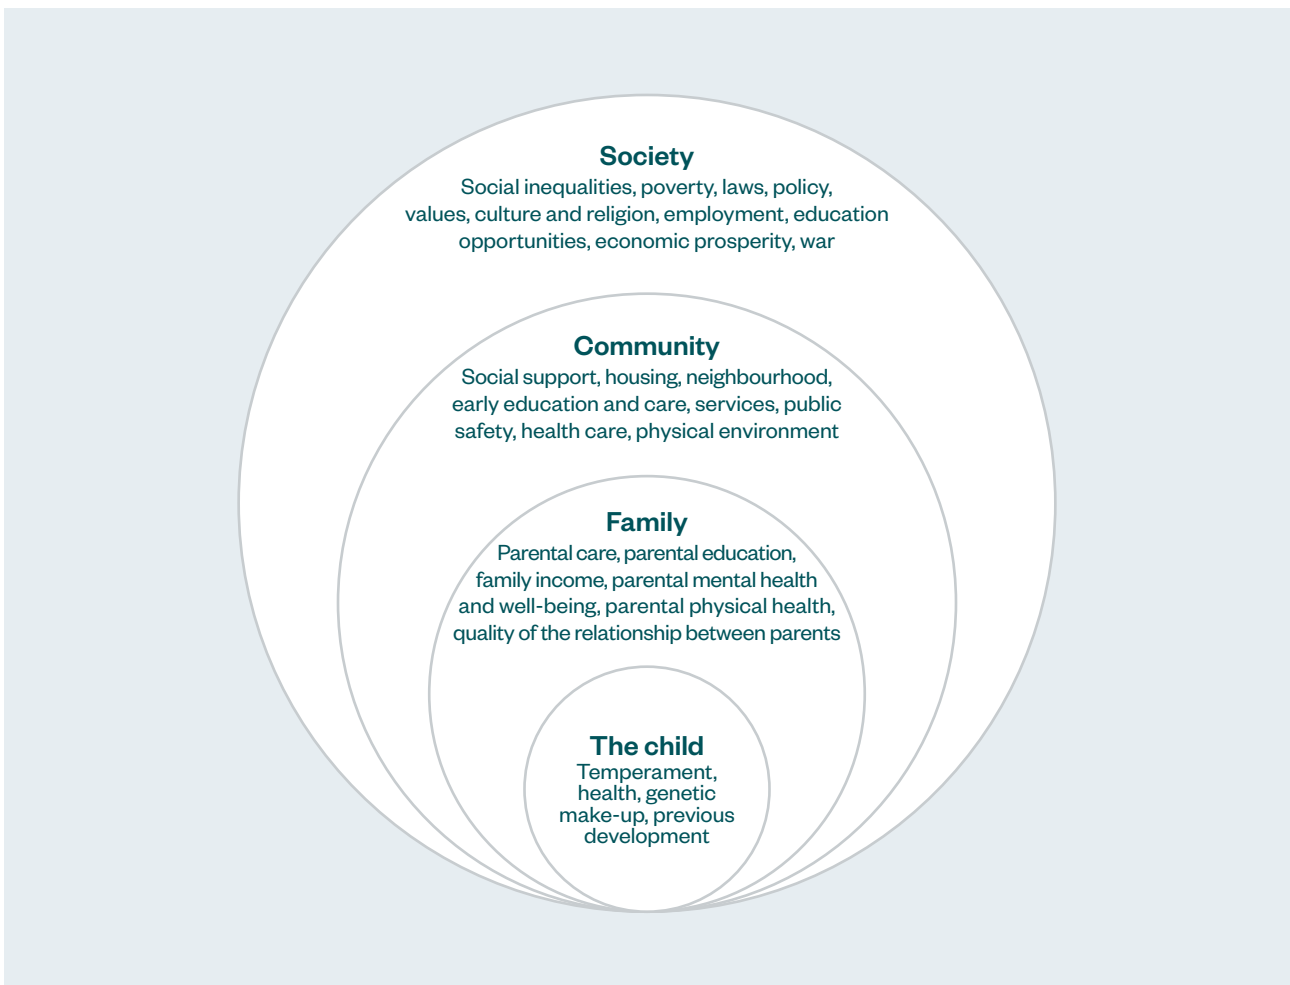 Society
Social inequalities, poverty, laws, policy,
values, culture and religion, employment, education
opportunities, economic prosperity, war
Community
Social support, housing, neighbourhood,
early education and care, services, public
safety, health care, physical environment
Family
Parental care, parental education,
family income, parental mental health
and well-being, parental physical health,
quality of the relationship between parents
The child
Temperament,
health, genetic
make-up, previous
development